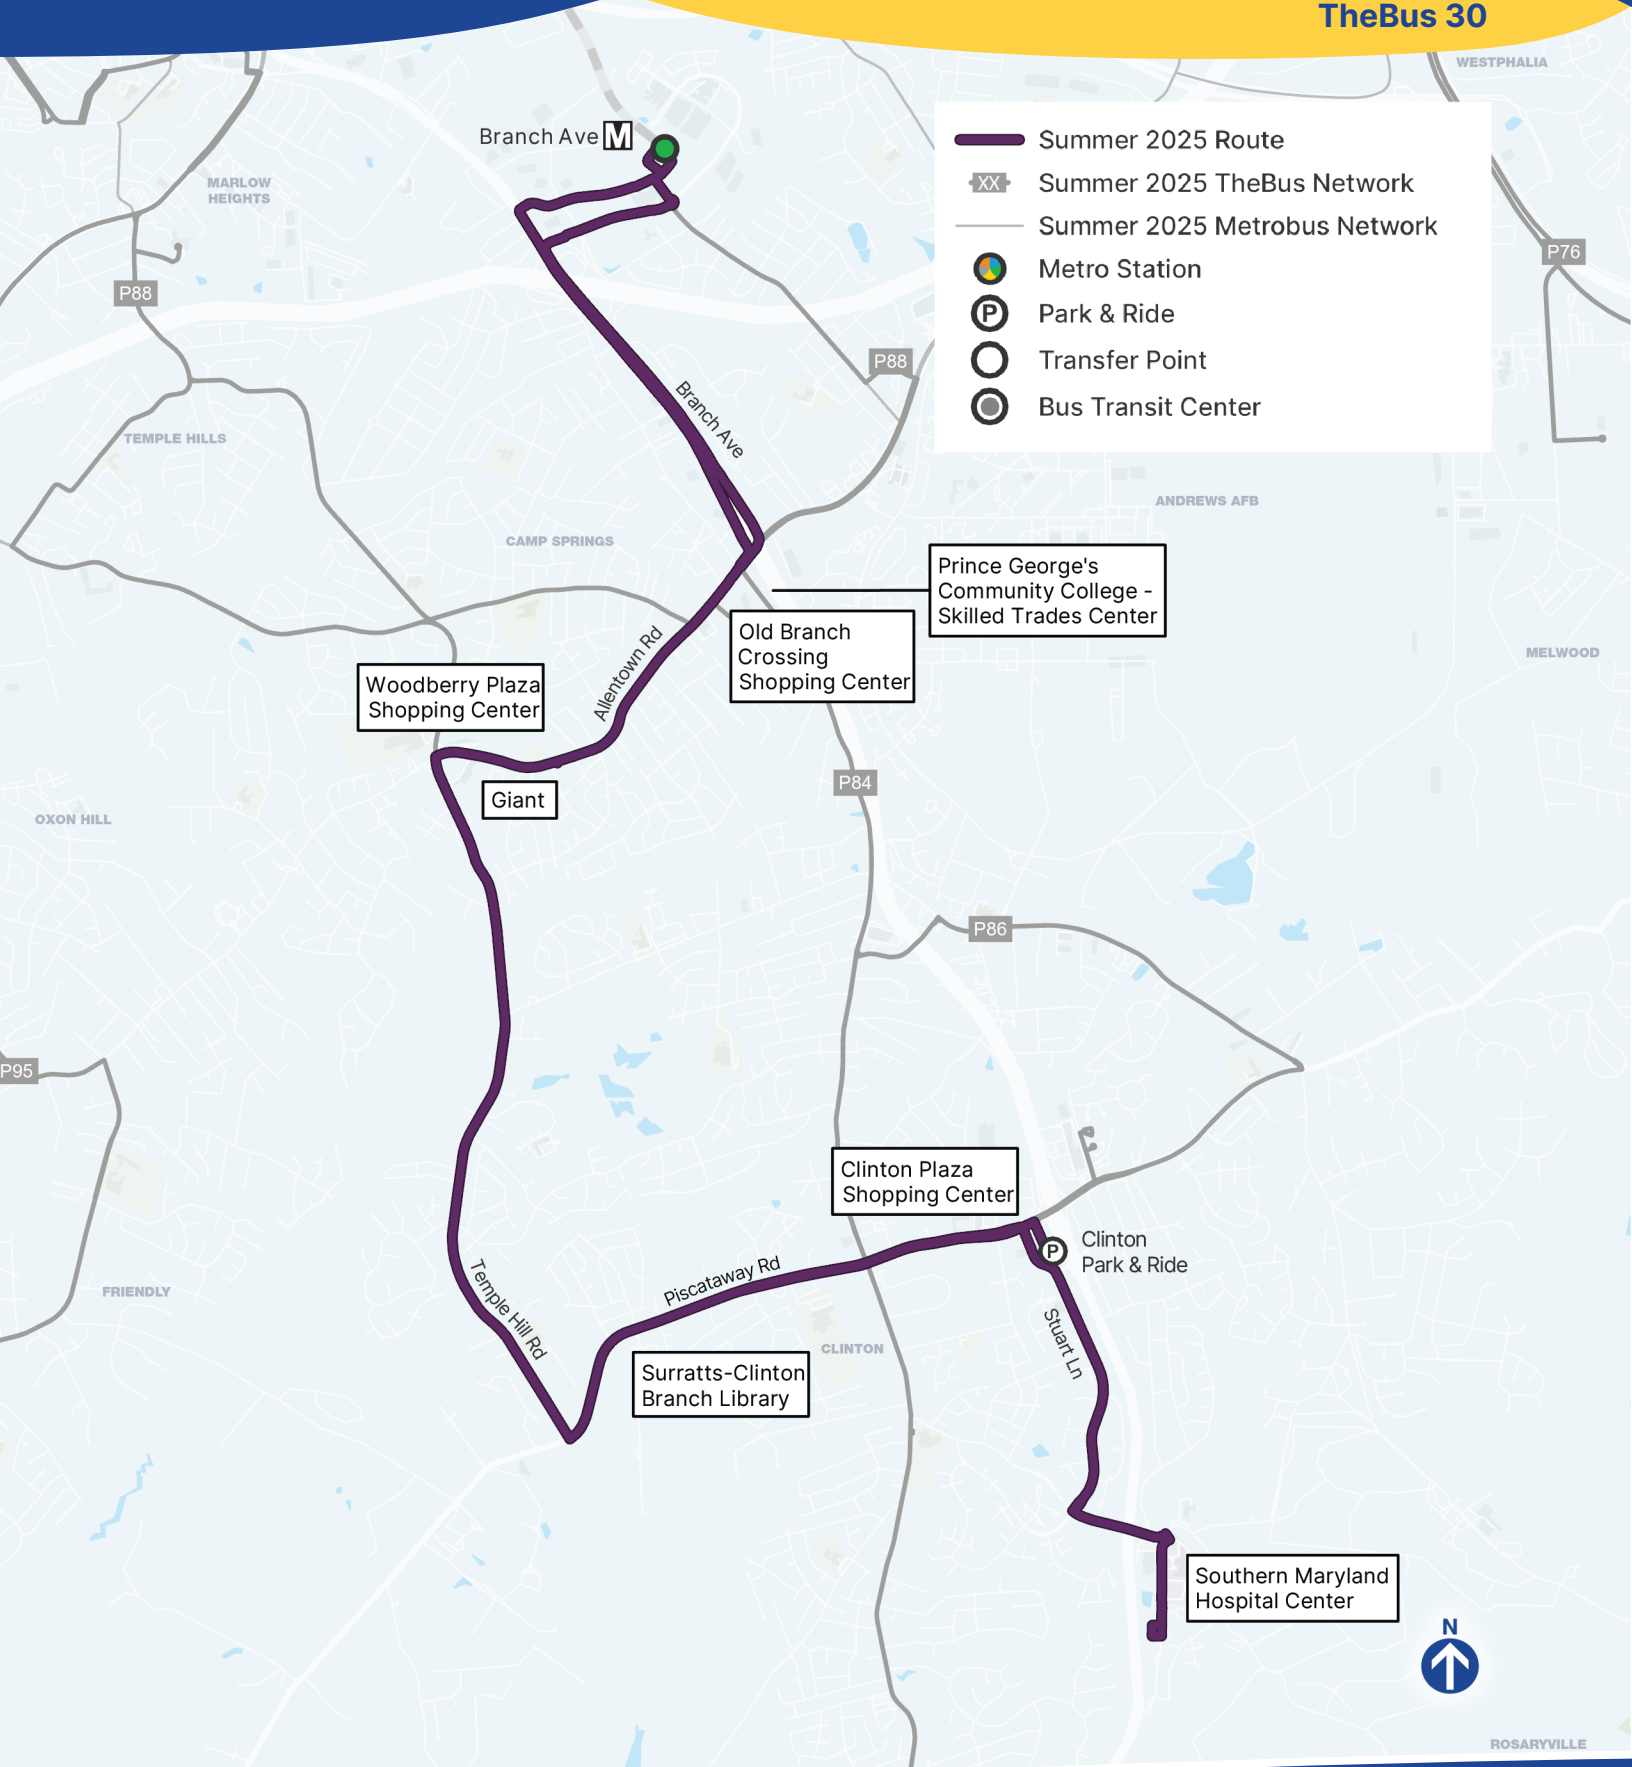 TheBus 30
WESTPHALIA
Branch Ave M
Summer 2025 Route
XX Summer 2025 TheBus Network
Summer 2025 Metrobus Network
Metro Station
P Park & Ride
Transfer Point
Bus Transit Center
MARLOW
HEIGHTS
P76
P88
P88
Branch Ave
TEMPLE HILLS
ANDREWS AFB
CAMP SPRINGS
Prince George's
Community College -
Skilled Trades Center
Old Branch
Crossing
Shopping Center
Allentown Rd
MELWOOD
Woodberry Plaza
Shopping Center
P84
Giant
OXON HILL
P86
P95
Clinton Plaza
Shopping Center
P
Clinton
Park & Ride
Piscataway Rd
Temple Hill Rd
FRIENDLY
Stuart Ln
CLINTON
Surratts-Clinton
Branch Library
Southern Maryland
Hospital Center
N
ROSARYVILLE